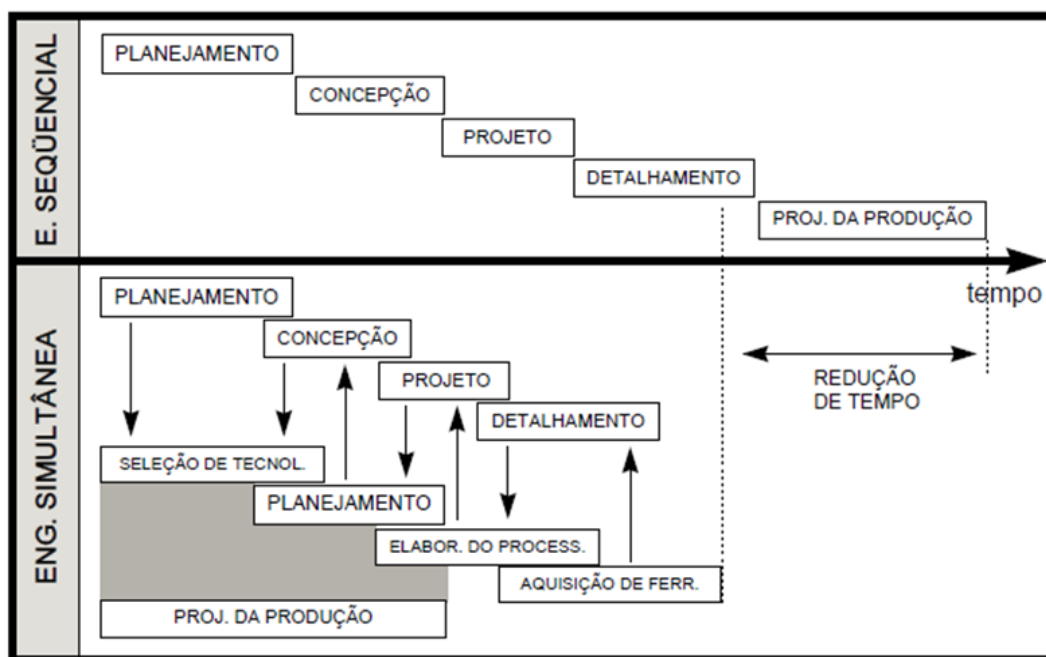 E. SEQÜENCIAL
PLANEJAMENTO
CONCEPÇÃO
PROJETO
DETALHAMENTO
PROJ. DA PRODUÇÃO
tempo
ENG. SIMULTÂNEA
PLANEJAMENTO
CONCEPÇÃO
PROJETO
DETALHAMENTO
REDUÇÃO
DE TEMPO
SELEÇÃO DE TECNOL.
PLANEJAMENTO
ELABOR. DO PROCESS.
AQUISIÇÃO DE FERR.
PROJ. DA PRODUÇÃO